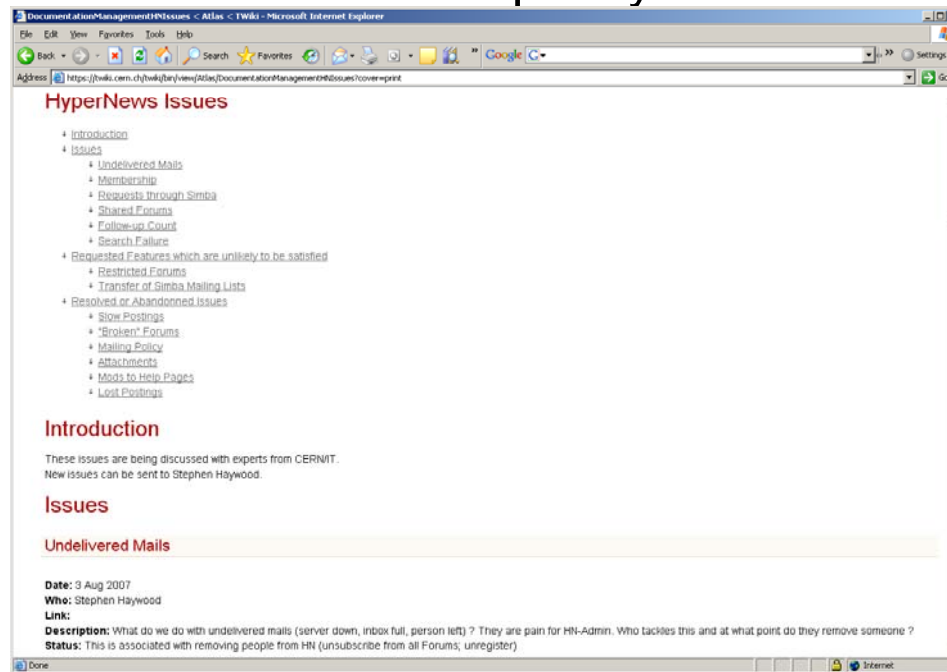 DocumentationManagementHNIssues < Atlas < TWiki - Microsoft Internet Explorer
File Edit View Favorites Tools Help
Back Search Favorites Google G Settings
Address https://twiki.cern.ch/twiki/bin/view/Atlas/DocumentationManagementHNIssues?cover=print
HyperNews Issues
Introduction
Issues
Undelivered Mails
Membership
Requests through Simba
Shared Forums
Follow-up Count
Search Failure
Requested Features which are unlikely to be satisfied
Restricted Forums
Transfer of Simba Mailing Lists
Resolved or Abandonned Issues
Slow Postings
"Broken" Forums
Mailing Policy
Attachments
Mods to Help Pages
Lost Postings
Introduction
These issues are being discussed with experts from CERN/IT.
New issues can be sent to Stephen Haywood.
Issues
Undelivered Mails
Date: 3 Aug 2007
Who: Stephen Haywood
Link:
Description: What do we do with undelivered mails (server down, inbox full, person left) ? They are pain for HN-Admin. Who tackles this and at what point do they remove someone ?
Status: This is associated with removing people from HN (unsubscribe from all Forums; unregister)
Done Internet